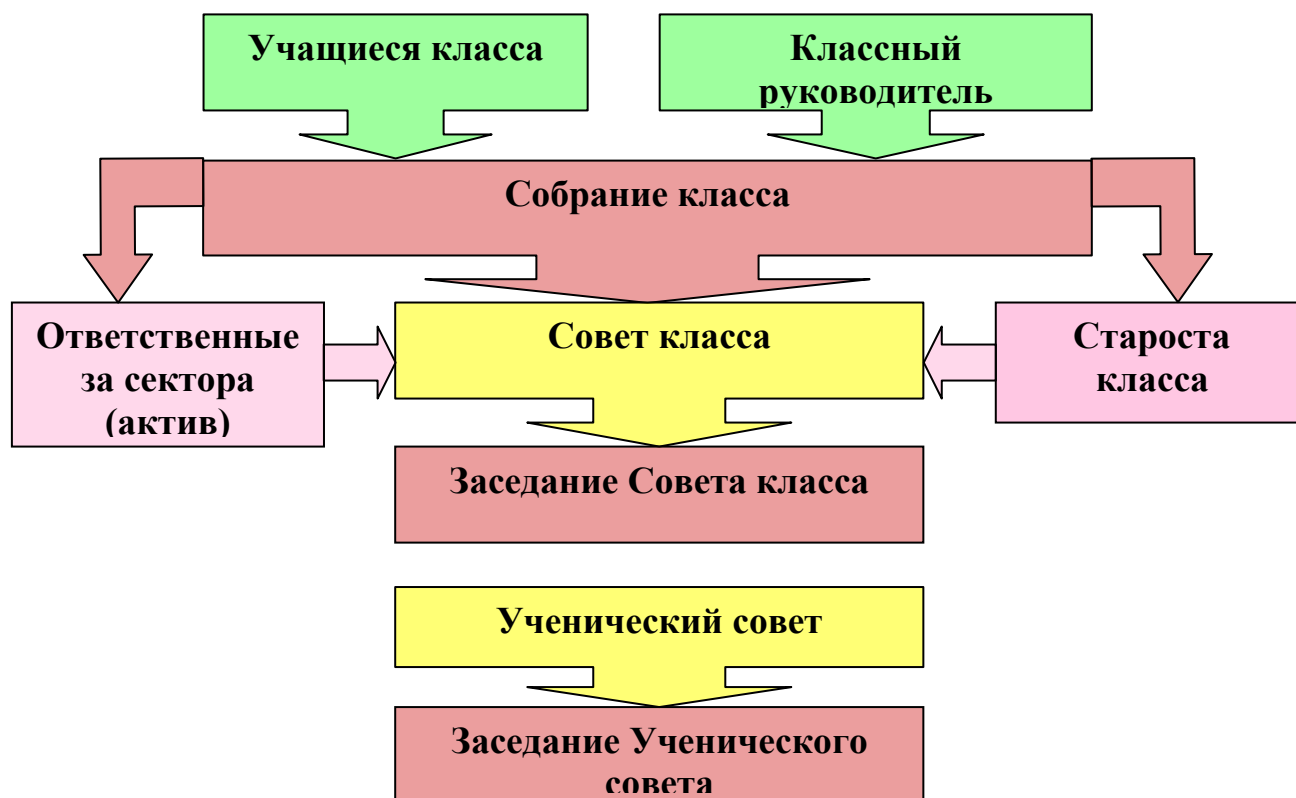 Учащиеся класса
Классный
руководитель
Собрание класса
Ответственные
за сектора
(актив)
Совет класса
Староста
класса
Заседание Совета класса
Ученический совет
Заседание Ученического
совета